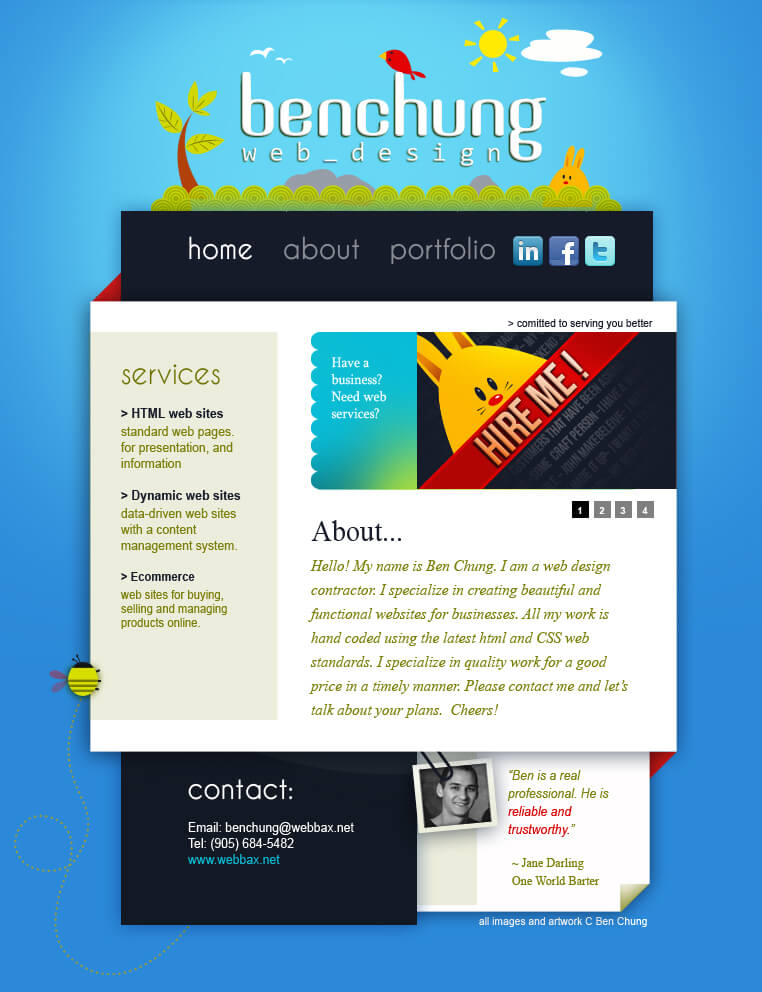 benchung
web_design
home about portfolio in f t
> comitted to serving you better
services
> HTML web sites
standard web pages.
for presentation, and
information
> Dynamic web sites
data-driven web sites
with a content
management system.
> Ecommerce
web sites for buying,
selling and managing
products online.
Have a
business?
Need web
services?
HIRE ME!
1 2 3 4
About...
Hello! My name is Ben Chung. I am a web design
contractor. I specialize in creating beautiful and
functional websites for businesses. All my work is
hand coded using the latest html and CSS web
standards. I specialize in quality work for a good
price in a timely manner. Please contact me and let's
talk about your plans.  Cheers!
contact:
Email: benchung@webbax.net
Tel: (905) 684-5482
www.webbax.net
"Ben is a real
professional. He is
reliable and
trustworthy."
~ Jane Darling
One World Barter
all images and artwork C Ben Chung